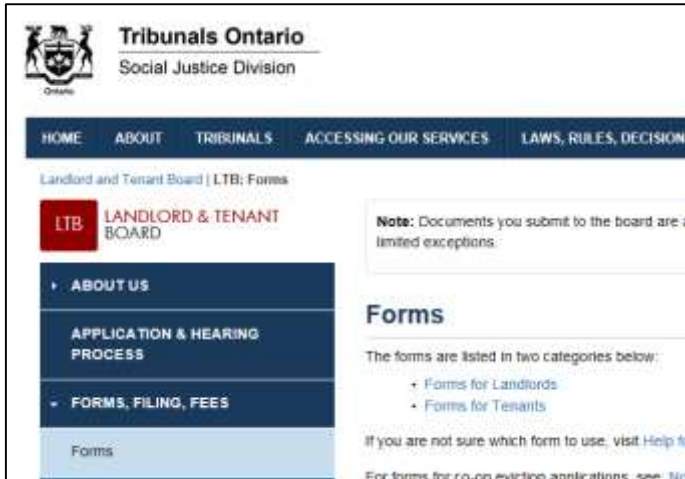 Tribunals Ontario
Social Justice Division
Ontario
HOME ABOUT TRIBUNALS ACCESSING OUR SERVICES LAWS, RULES, DECISION
Landlord and Tenant Board | LTB: Forms
LTB LANDLORD & TENANT
BOARD
Note: Documents you submit to the board are
limited exceptions.
ABOUT US
APPLICATION & HEARING
PROCESS
FORMS, FILING, FEES
Forms
Forms
The forms are listed in two categories below:
• Forms for Landlords
• Forms for Tenants
If you are not sure which form to use, visit Help
For forms for co-op eviction applications, see: